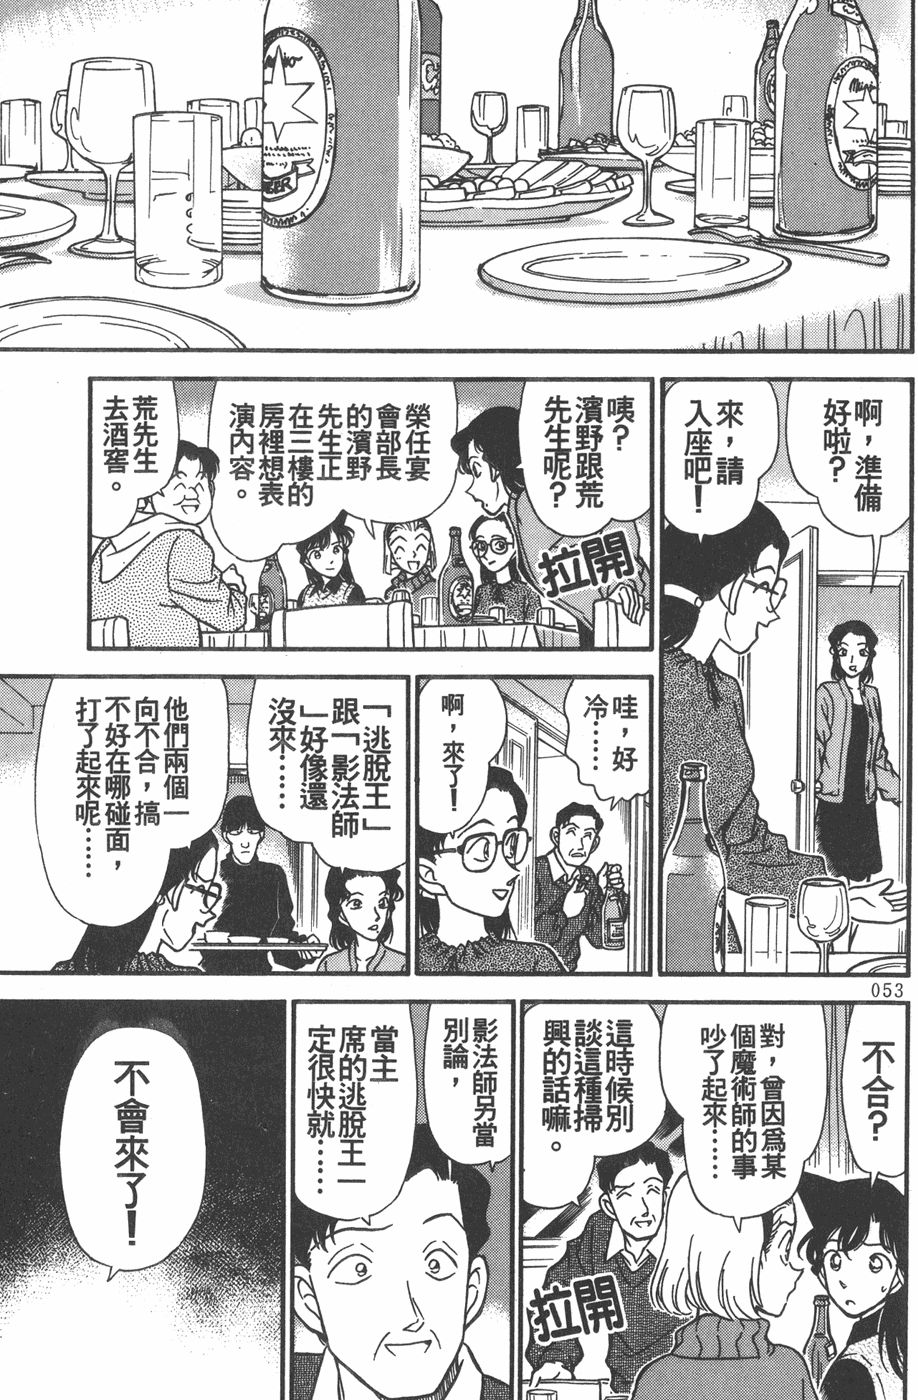 啊，準備
好啦？
來，請
入座吧！
咦？
濱野跟荒
先生呢？
拉開
榮任宴
會部長
的濱野
先生正
在三樓的
房裡想表
演內容。
荒先生
去酒窖。
哇，好
冷……
啊，來了！
「逃脫王」
跟「影法師
」好像還
沒來……
他們兩個一
向不合，搞
不好在哪碰面，
打了起來呢……
053
不合？
對，曾因為某
個魔術師的事
吵了起來……
這時候別
談這種掃
興的話嘛。
拉開
影法師另當
別論，
當主
席的逃脫王一
定很快就……
不會來了！